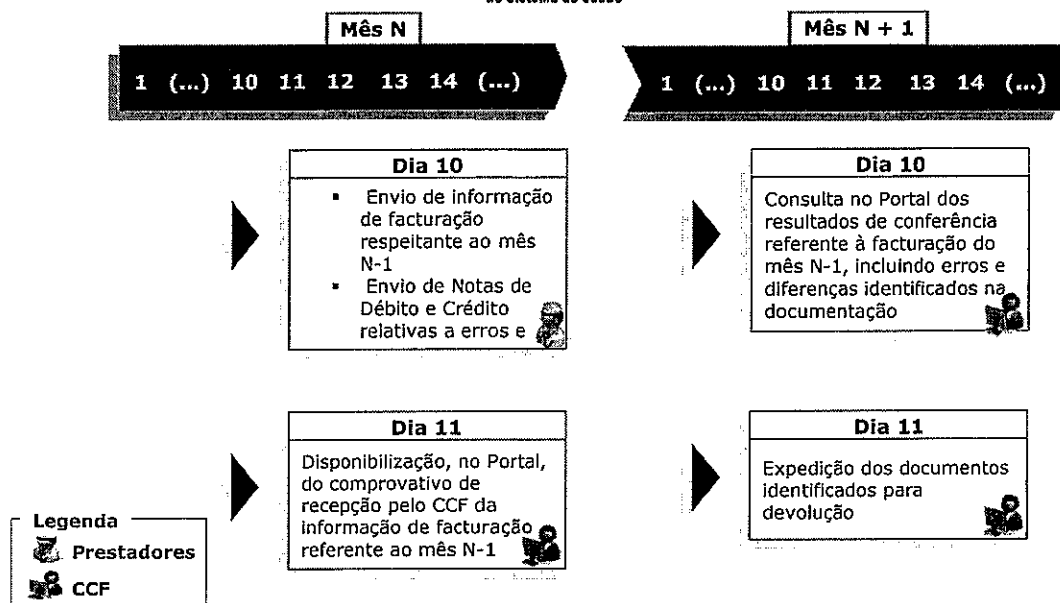 Mês N
Mês N + 1
1 (...) 10 11 12 13 14 (...)
1 (...) 10 11 12 13 14 (...)
Dia 10
▪ Envio de informação
de facturação
respeitante ao mês
N-1
▪ Envio de Notas de
Débito e Crédito
relativas a erros e
Dia 10
Consulta no Portal dos
resultados de conferência
referente à facturação do
mês N-1, incluindo erros e
diferenças identificados na
documentação
Dia 11
Disponibilização, no Portal,
do comprovativo de
recepção pelo CCF da
informação de facturação
referente ao mês N-1
Dia 11
Expedição dos documentos
identificados para
devolução
Legenda
Prestadores
CCF